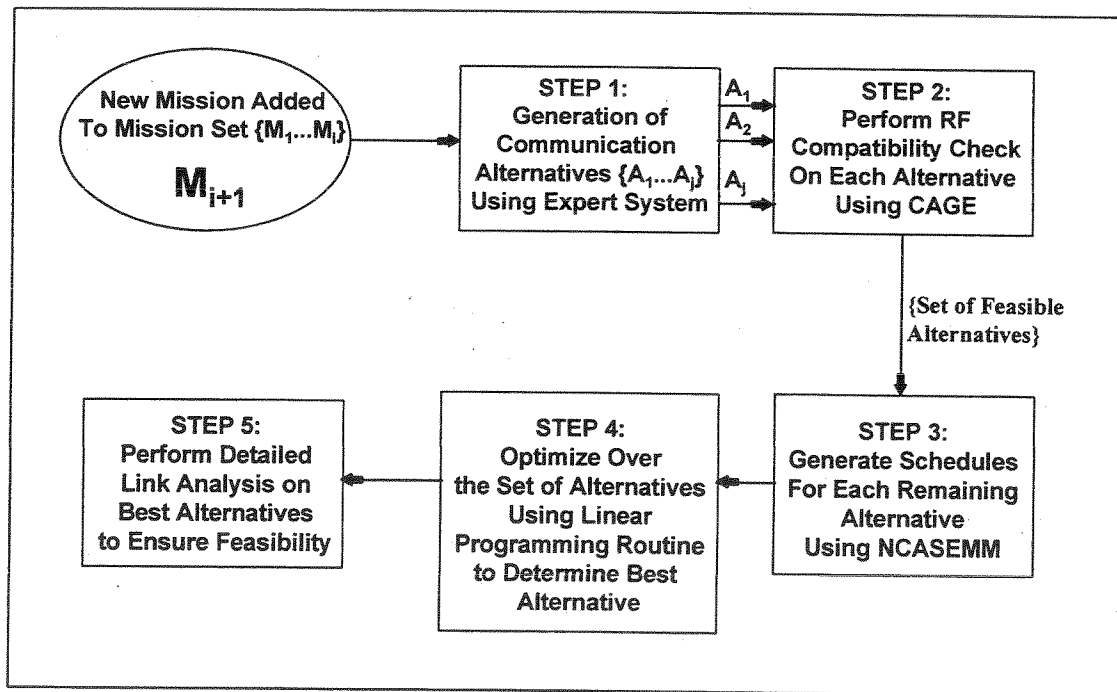 New Mission Added
To Mission Set {M₁...Mᵢ}
Mᵢ₊₁
STEP 1:
Generation of
Communication
Alternatives {A₁...Aⱼ}
Using Expert System
A₁
A₂
Aⱼ
STEP 2:
Perform RF
Compatibility Check
On Each Alternative
Using CAGE
{Set of Feasible
Alternatives}
STEP 3:
Generate Schedules
For Each Remaining
Alternative
Using NCASEMM
STEP 4:
Optimize Over
the Set of Alternatives
Using Linear
Programming Routine
to Determine Best
Alternative
STEP 5:
Perform Detailed
Link Analysis on
Best Alternatives
to Ensure Feasibility